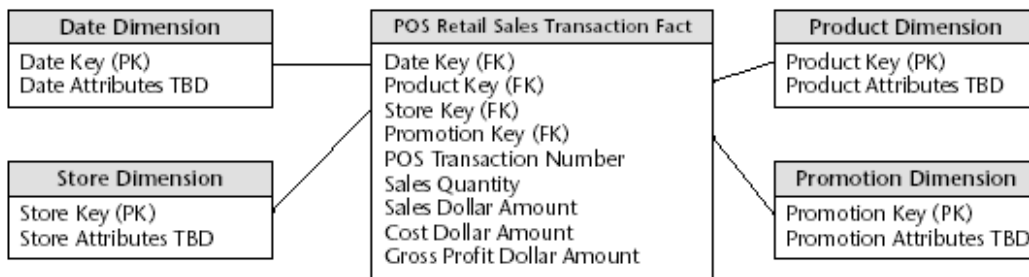 Date Dimension
Date Key (PK)
Date Attributes TBD
Store Dimension
Store Key (PK)
Store Attributes TBD
POS Retail Sales Transaction Fact
Date Key (FK)
Product Key (FK)
Store Key (FK)
Promotion Key (FK)
POS Transaction Number
Sales Quantity
Sales Dollar Amount
Cost Dollar Amount
Gross Profit Dollar Amount
Product Dimension
Product Key (PK)
Product Attributes TBD
Promotion Dimension
Promotion Key (PK)
Promotion Attributes TBD